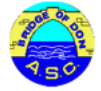 BRIDGE OF DON
A.S.C.